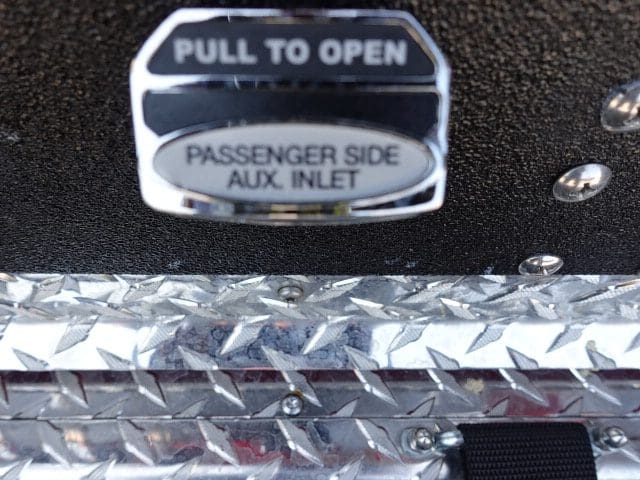 PULL TO OPEN
PASSENGER SIDE
AUX. INLET